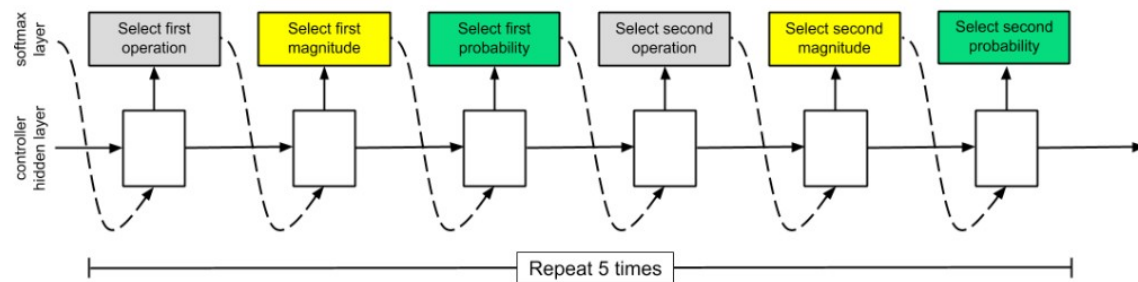 softmax
layer
Select first
operation
Select first
magnitude
Select first
probability
Select second
operation
Select second
magnitude
Select second
probability
controller
hidden layer
Repeat 5 times